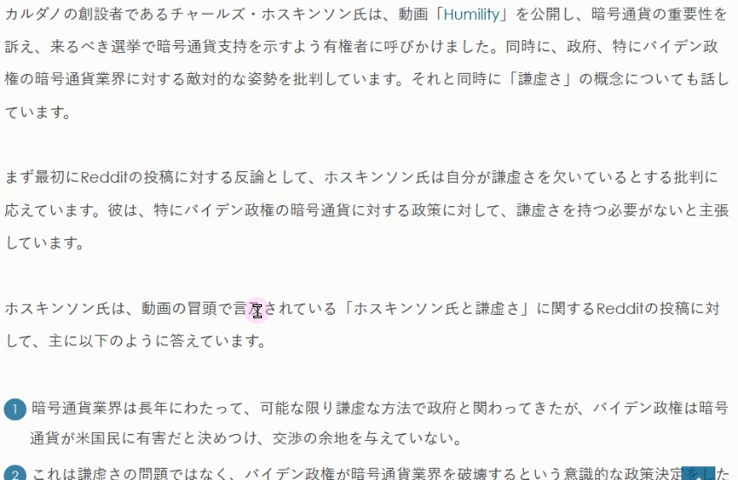 カルダノの創設者であるチャールズ・ホスキンソン氏は、動画「Humility」を公開し、暗号通貨の重要性を
訴え、来るべき選挙で暗号通貨支持を示すよう有権者に呼びかけました。同時に、政府、特にバイデン政
権の暗号通貨業界に対する敵対的な姿勢を批判しています。それと同時に「謙虚さ」の概念についても話し
ています。
まず最初にRedditの投稿に対する反論として、ホスキンソン氏は自分が謙虚さを欠いているとする批判に
応えています。彼は、特にバイデン政権の暗号通貨に対する政策に対して、謙虚さを持つ必要がないと主張
しています。
ホスキンソン氏は、動画の冒頭で言及されている「ホスキンソン氏と謙虚さ」に関するRedditの投稿に対
して、主に以下のように答えています。
1 暗号通貨業界は長年にわたって、可能な限り謙虚な方法で政府と関わってきたが、バイデン政権は暗号
通貨が米国民に有害だと決めつけ、交渉の余地を与えていない。
2 これは謙虚さの問題ではなく、バイデン政権が暗号通貨業界を破壊するという意識的な政策決定をした